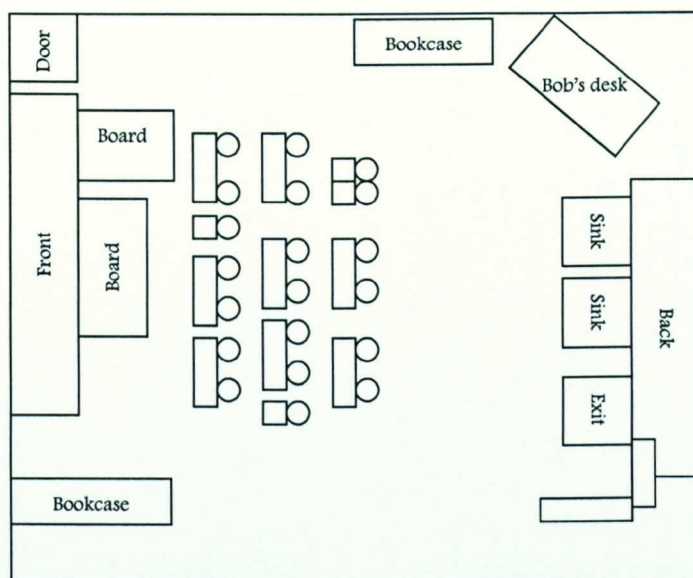 Door
Bookcase
Bob's desk
Board
Front
Board
Sink
Sink
Back
Exit
Bookcase